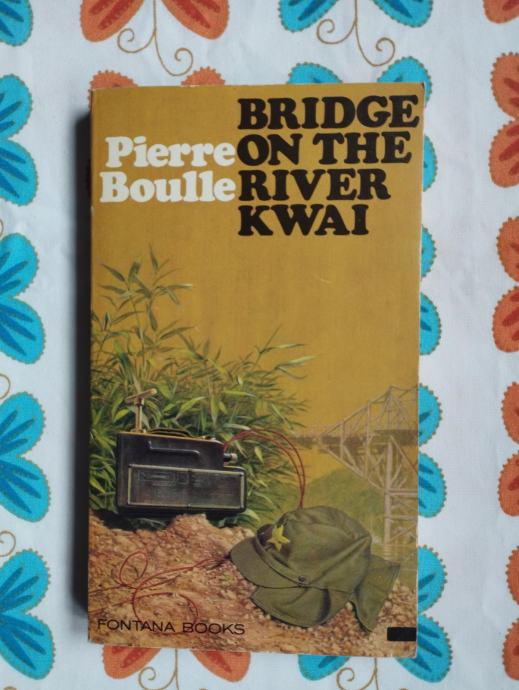 BRIDGE
Pierre ON THE
Boulle RIVER
KWAI
FONTANA BOOKS